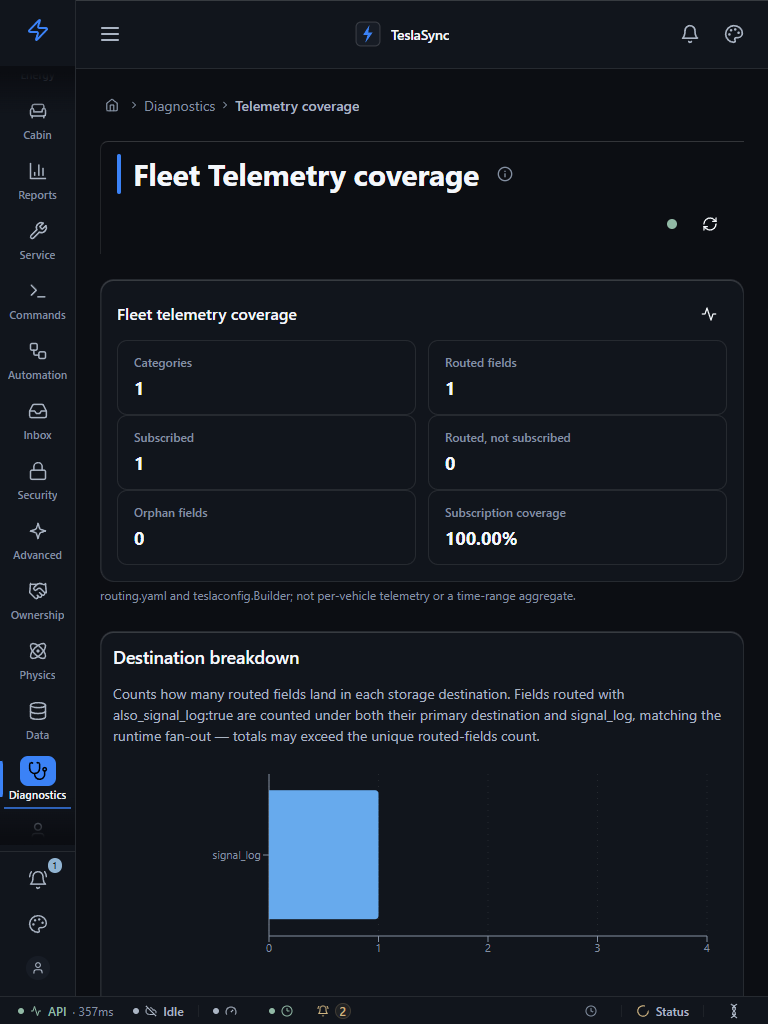 TeslaSync
Energy
Cabin
Reports
Service
Commands
Automation
Inbox
Security
Advanced
Ownership
Physics
Data
Diagnostics
1
Diagnostics > Telemetry coverage
Fleet Telemetry coverage
Fleet telemetry coverage
Categories
1
Routed fields
1
Subscribed
1
Routed, not subscribed
0
Orphan fields
0
Subscription coverage
100.00%
routing.yaml and teslaconfig.Builder; not per-vehicle telemetry or a time-range aggregate.
Destination breakdown
Counts how many routed fields land in each storage destination. Fields routed with
also_signal_log:true are counted under both their primary destination and signal_log, matching the
runtime fan-out — totals may exceed the unique routed-fields count.
signal_log
0 1 2 3 4
API · 357ms Idle 2 Status